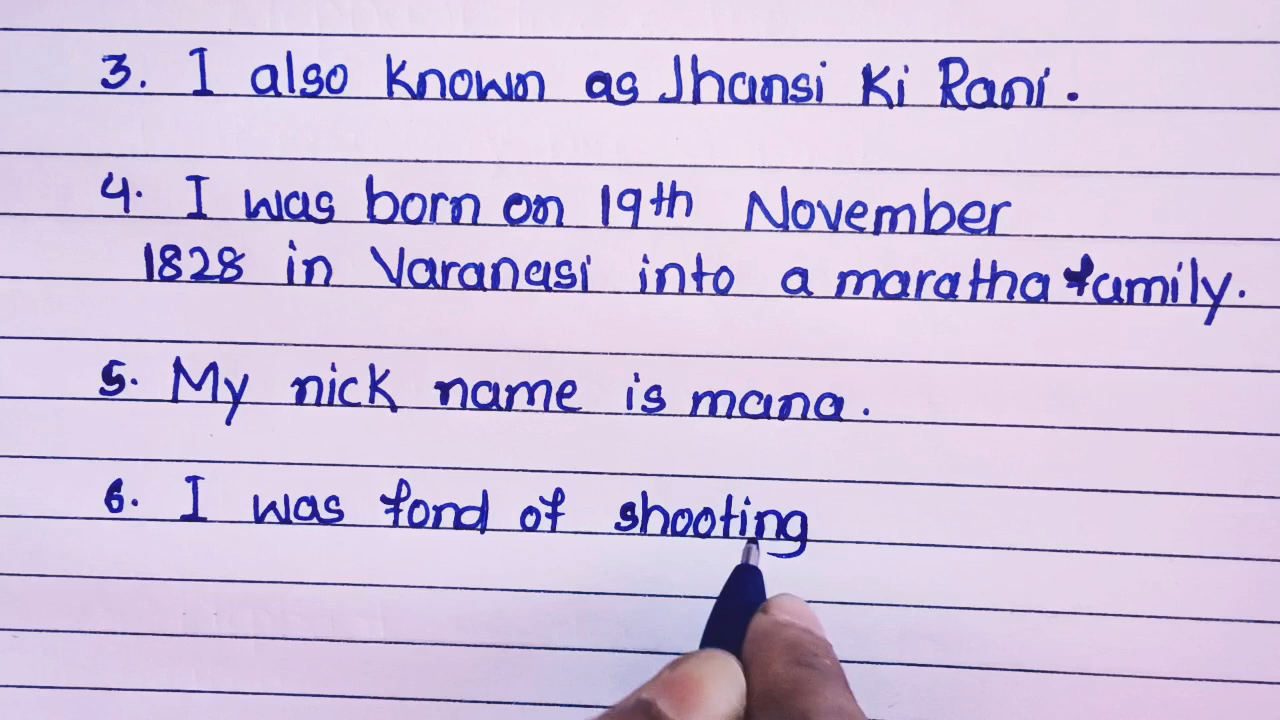 3. I also known as Jhansi Ki Rani.
4. I was born on 19th November
1828 in Varanasi into a maratha family.
5. My nick name is mana.
6. I was fond of shooting